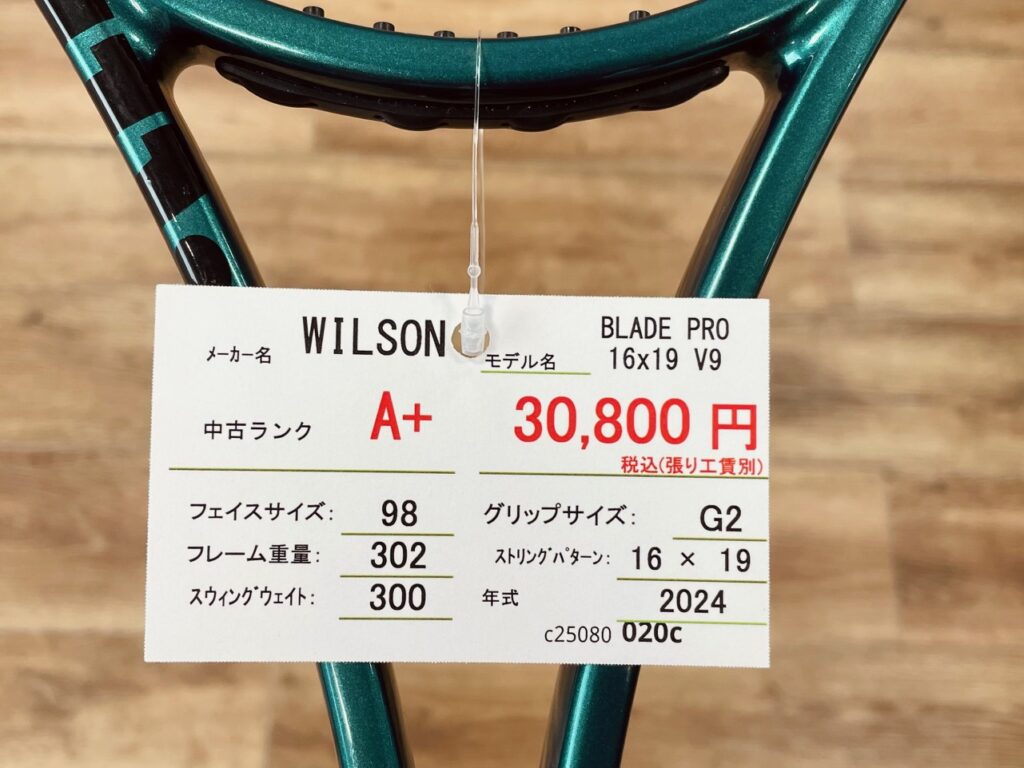 メーカー名 WILSON
モデル名 BLADE PRO
16x19 V9
中古ランク A+
30,800 円
税込(張り工賃別)
フェイスサイズ: 98
グリップサイズ: G2
フレーム重量: 302
ストリングパターン: 16 × 19
スウィングウェイト: 300
年式 2024
c25080 020c